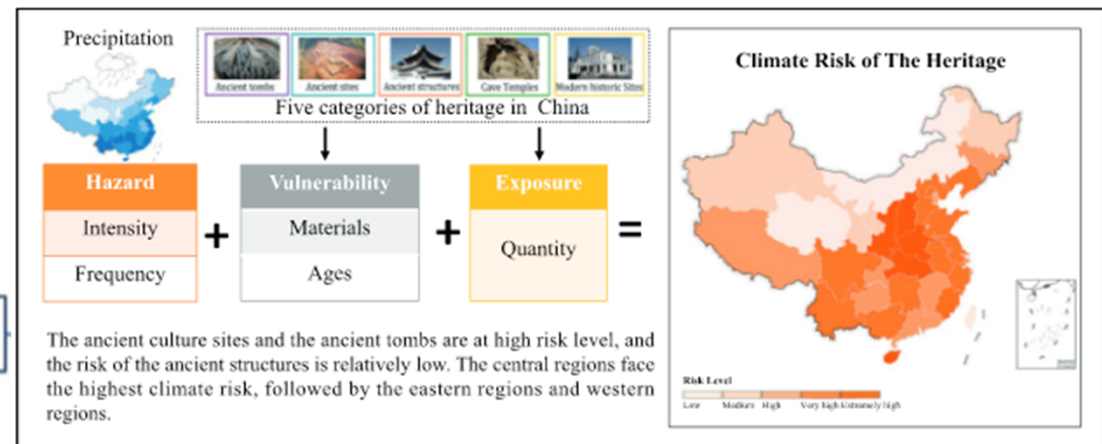 Precipitation
Ancient tombs
Ancient sites
Ancient structures
Cave Temples
Modern historic Sites
Five categories of heritage in China
Hazard
Intensity
Frequency
+
Vulnerability
Materials
Ages
+
Exposure
Quantity
=
The ancient culture sites and the ancient tombs are at high risk level, and
the risk of the ancient structures is relatively low. The central regions face
the highest climate risk, followed by the eastern regions and western
regions.
Climate Risk of The Heritage
Risk Level
Low Medium High Very high Extremely high